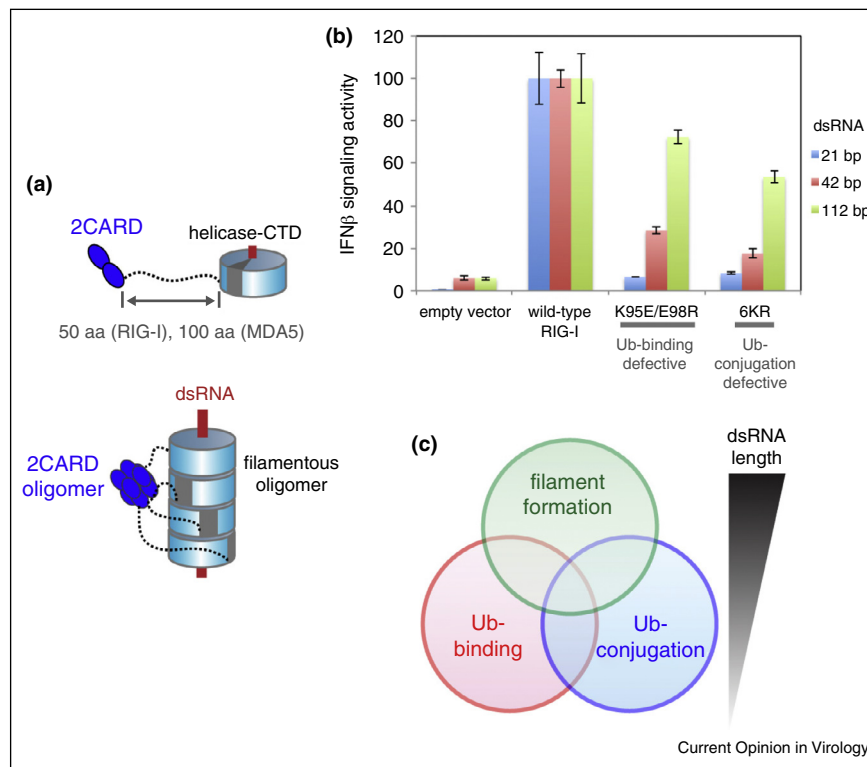 (a)
2CARD
helicase-CTD
50 aa (RIG-I), 100 aa (MDA5)
dsRNA
2CARD
oligomer
filamentous
oligomer
(b)
IFNβ signaling activity
120
100
80
60
40
20
0
empty vector
wild-type
RIG-I
K95E/E98R
Ub-binding
defective
6KR
Ub-
conjugation
defective
dsRNA
21 bp
42 bp
112 bp
(c)
filament
formation
Ub-
binding
Ub-
conjugation
dsRNA
length
Current Opinion in Virology